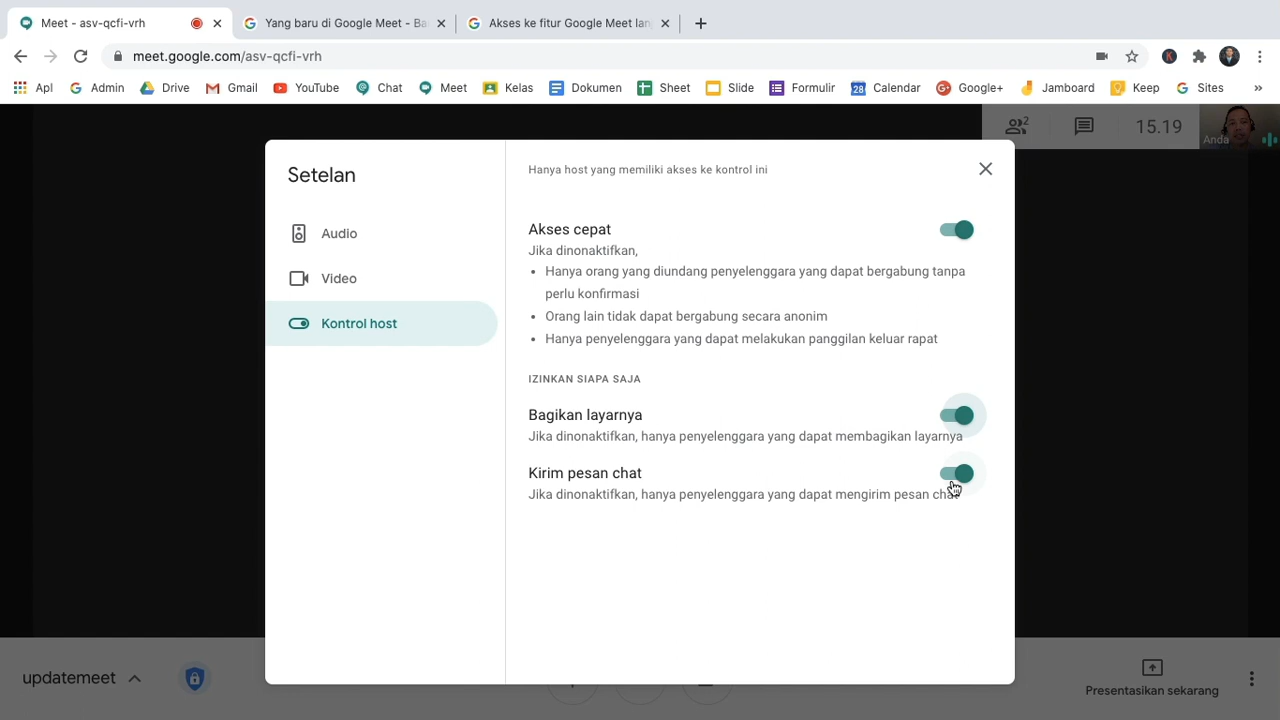 Meet - asv-qcfi-vrh
Yang baru di Google Meet - Ba
Akses ke fitur Google Meet lan
meet.google.com/asv-qcfi-vrh
Apl
Admin
Drive
Gmail
YouTube
Chat
Meet
Kelas
Dokumen
Sheet
Slide
Formulir
Calendar
Google+
Jamboard
Keep
Sites
»
2
15.19
Anda
Setelan
Audio
Video
Kontrol host
Hanya host yang memiliki akses ke kontrol ini
Akses cepat
Jika dinonaktifkan,
• Hanya orang yang diundang penyelenggara yang dapat bergabung tanpa
perlu konfirmasi
• Orang lain tidak dapat bergabung secara anonim
• Hanya penyelenggara yang dapat melakukan panggilan keluar rapat
IZINKAN SIAPA SAJA
Bagikan layarnya
Jika dinonaktifkan, hanya penyelenggara yang dapat membagikan layarnya
Kirim pesan chat
Jika dinonaktifkan, hanya penyelenggara yang dapat mengirim pesan chat
updatemeet
Presentasikan sekarang